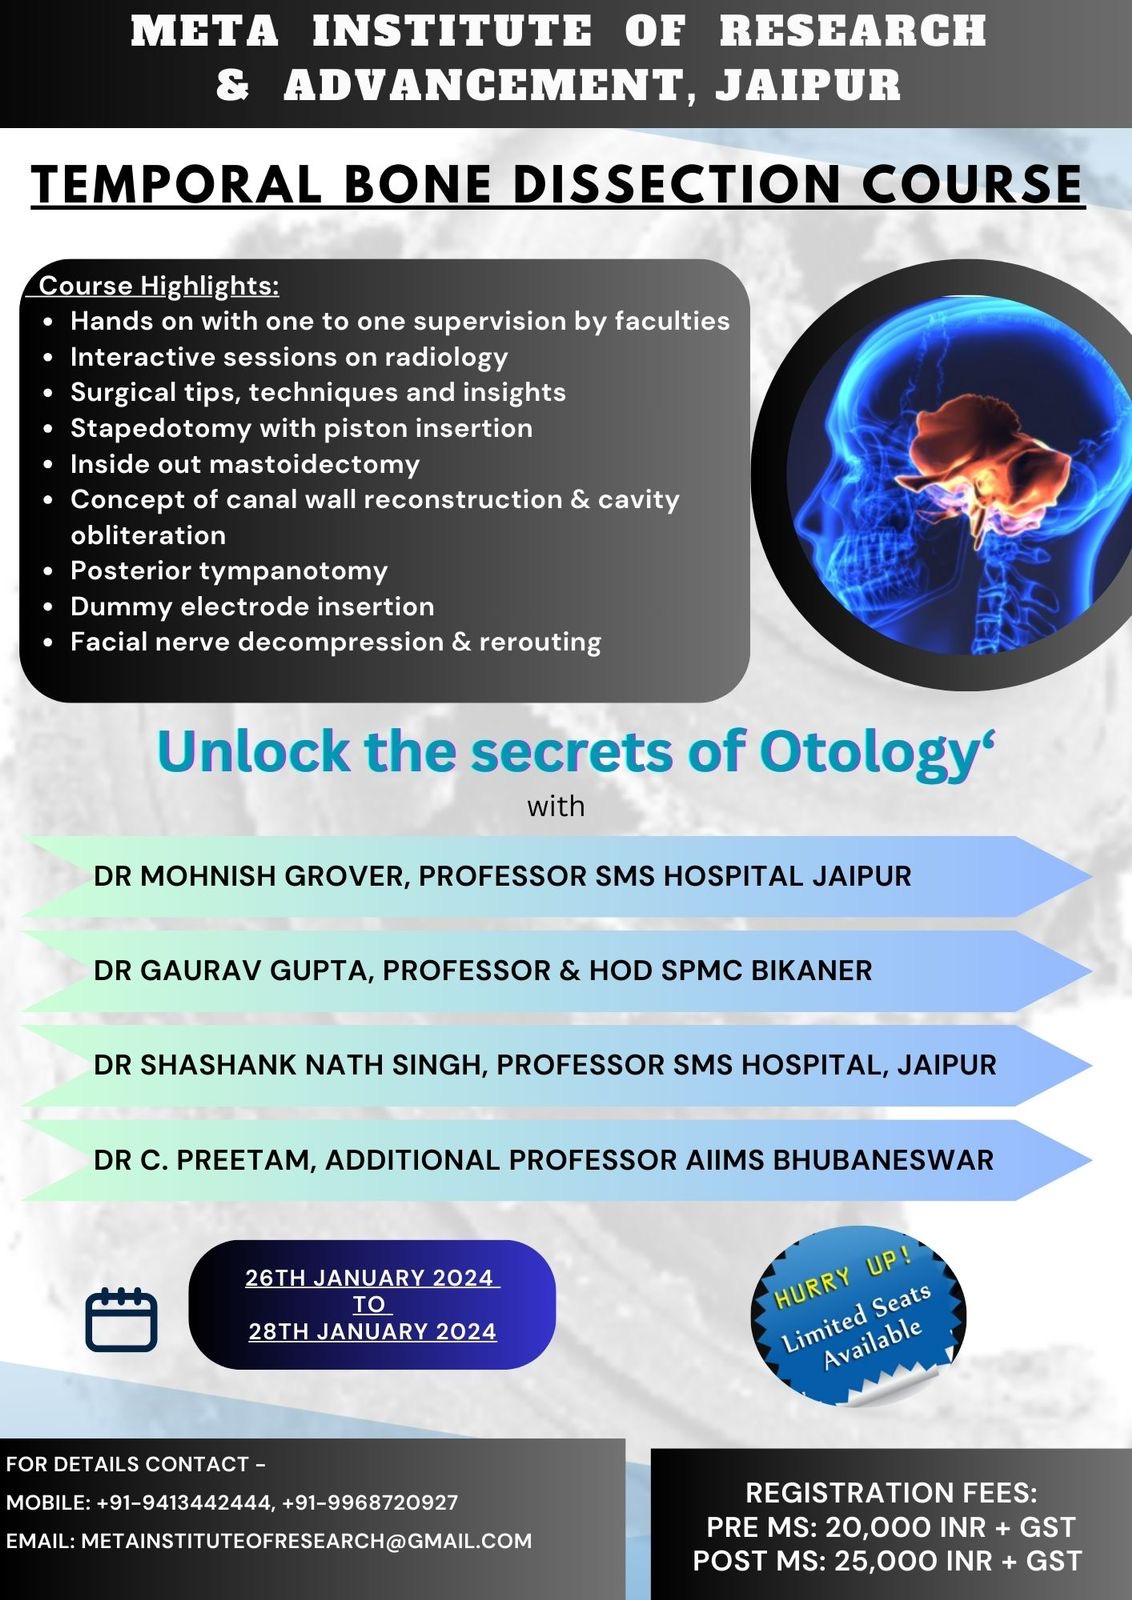 META INSTITUTE OF RESEARCH
& ADVANCEMENT, JAIPUR
TEMPORAL BONE DISSECTION COURSE
Course Highlights:
• Hands on with one to one supervision by faculties
• Interactive sessions on radiology
• Surgical tips, techniques and insights
• Stapedotomy with piston insertion
• Inside out mastoidectomy
• Concept of canal wall reconstruction & cavity
obliteration
• Posterior tympanotomy
• Dummy electrode insertion
• Facial nerve decompression & rerouting
Unlock the secrets of Otology‘
with
DR MOHNISH GROVER, PROFESSOR SMS HOSPITAL JAIPUR
DR GAURAV GUPTA, PROFESSOR & HOD SPMC BIKANER
DR SHASHANK NATH SINGH, PROFESSOR SMS HOSPITAL, JAIPUR
DR C. PREETAM, ADDITIONAL PROFESSOR AIIMS BHUBANESWAR
26TH JANUARY 2024
TO
28TH JANUARY 2024
HURRY UP!
Limited Seats
Available
FOR DETAILS CONTACT -
MOBILE: +91-9413442444, +91-9968720927
EMAIL: METAINSTITUTEOFRESEARCH@GMAIL.COM
REGISTRATION FEES:
PRE MS: 20,000 INR + GST
POST MS: 25,000 INR + GST